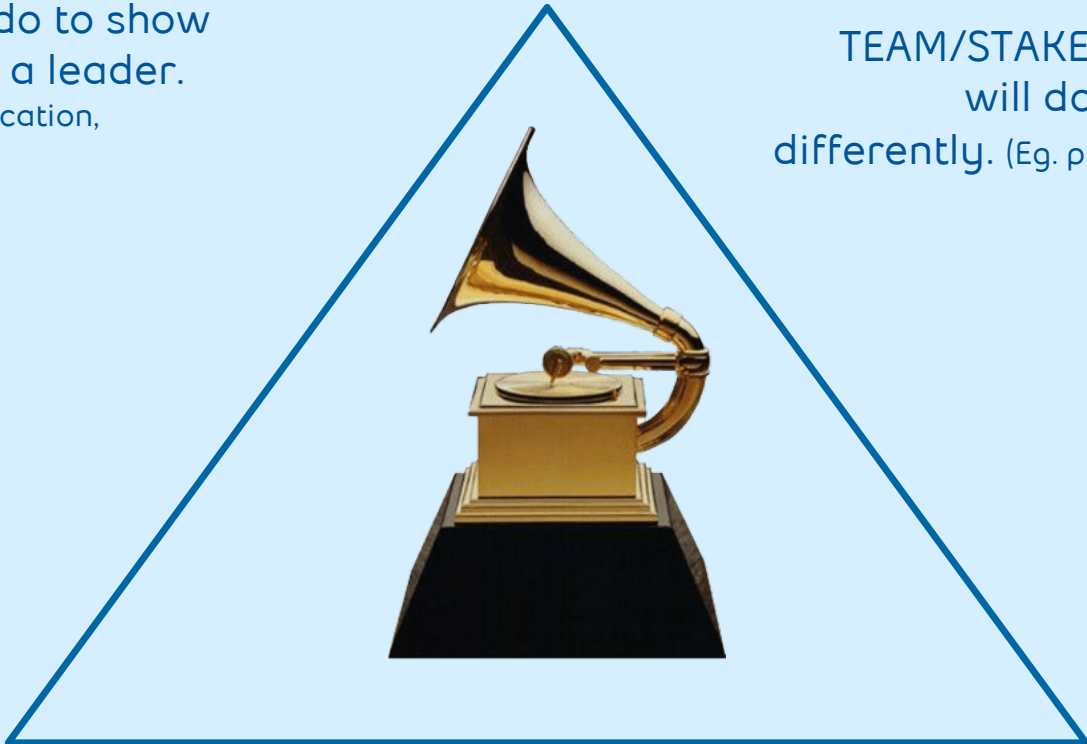 do to show
a leader.
cation,
TEAM/STAKE
will do
differently. (Eg. p